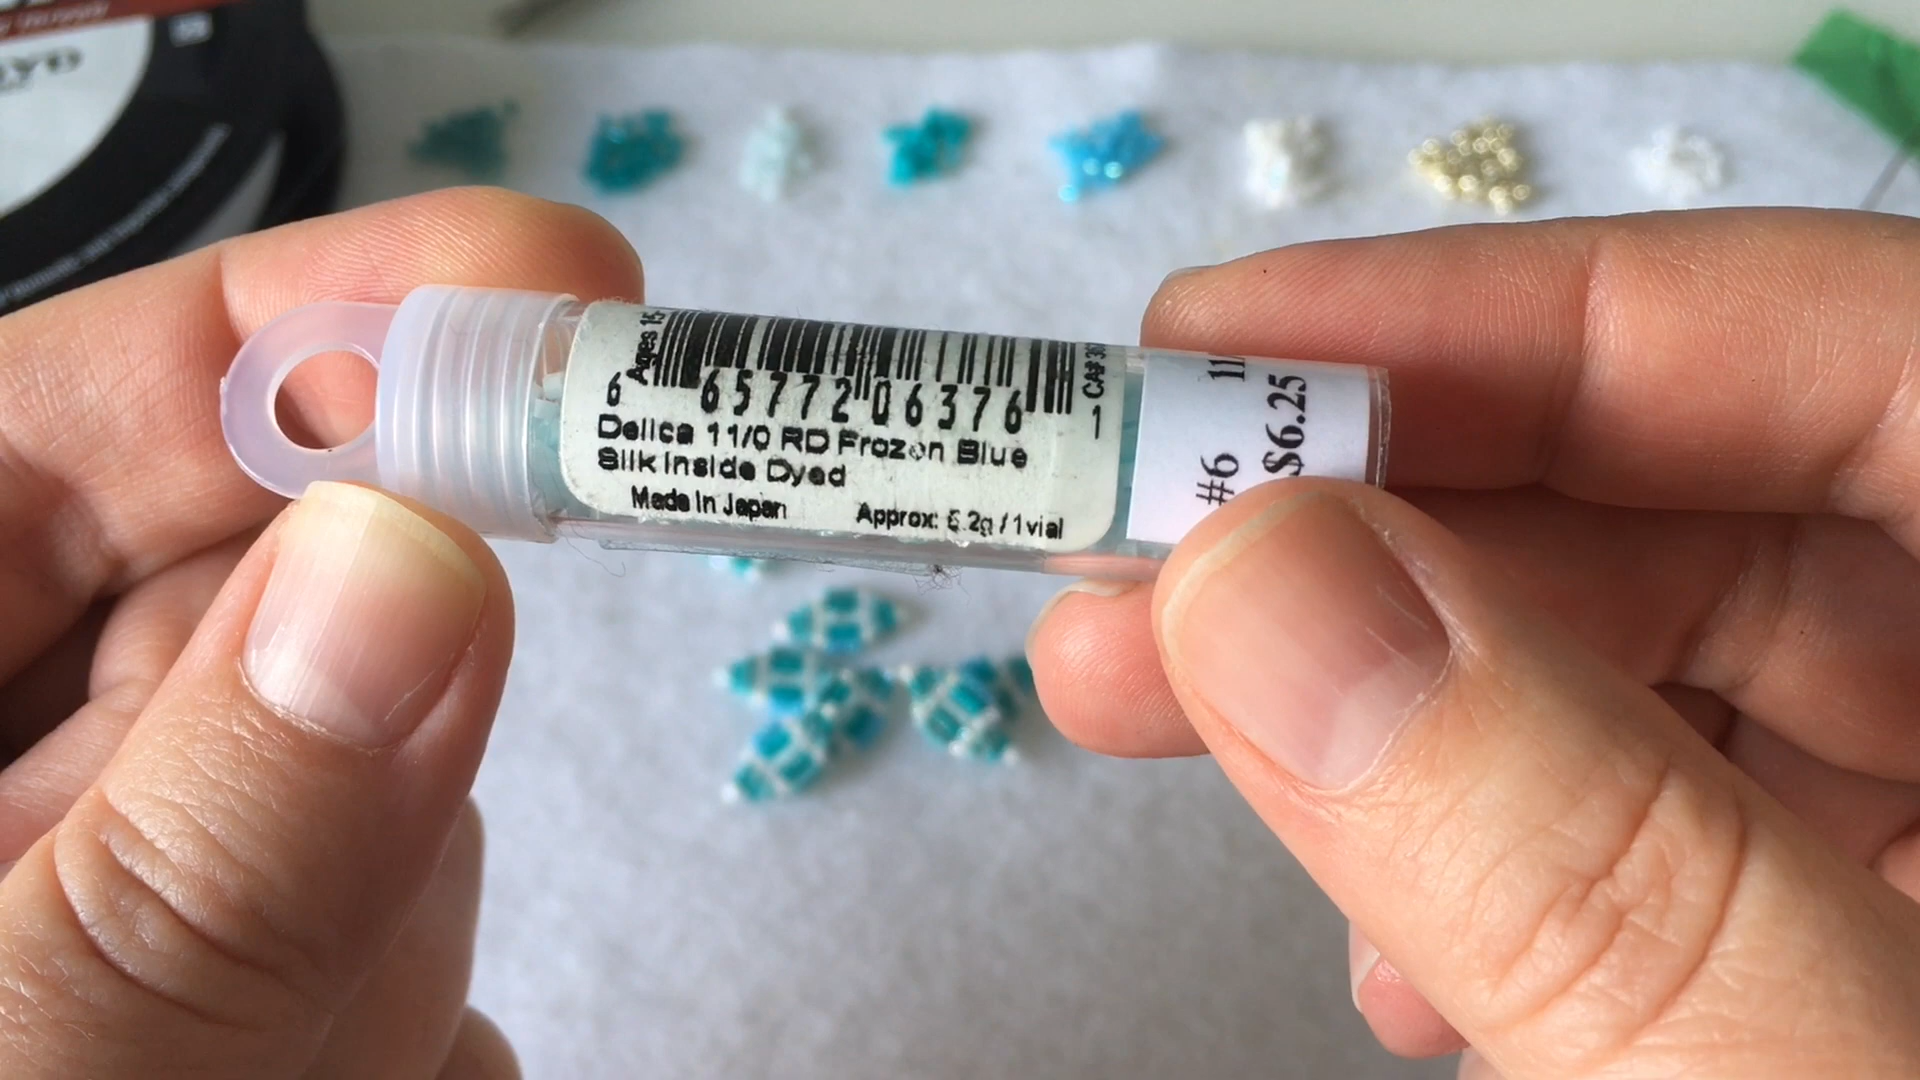 Ages 15
6 65772 06376 1
Delica 11/0 RD Frozen Blue
Silk Inside Dyed
Made In Japan
Approx: 5.2g / 1 vial
#6
$6.25